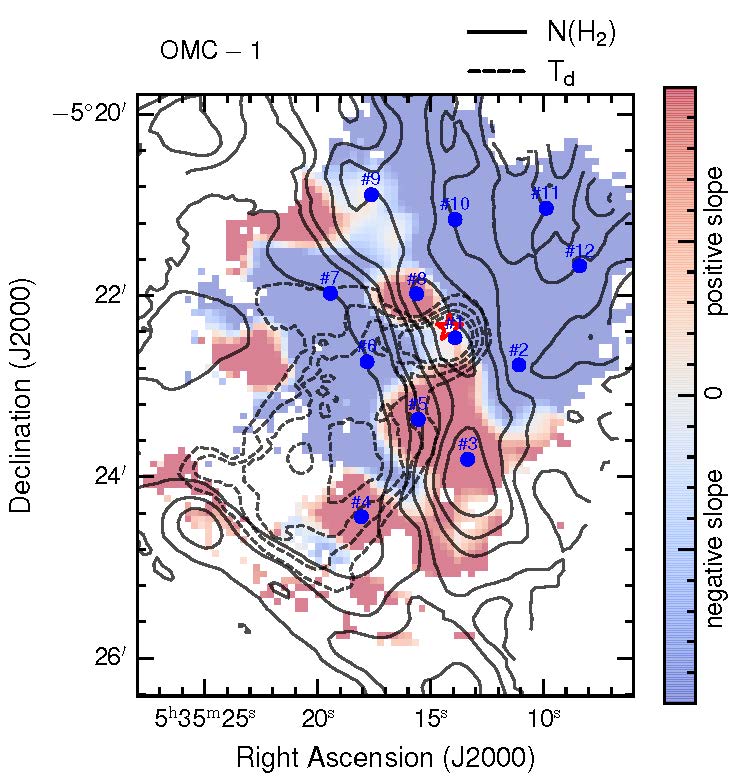 OMC − 1
N(H₂)
T_d
−5°20′
22′
24′
26′
5ʰ35ᵐ25ˢ 20ˢ 15ˢ 10ˢ
Right Ascension (J2000)
Declination (J2000)
#9
#10
#11
#12
#7
#8
#1
#2
#6
#5
#3
#4
positive slope
0
negative slope